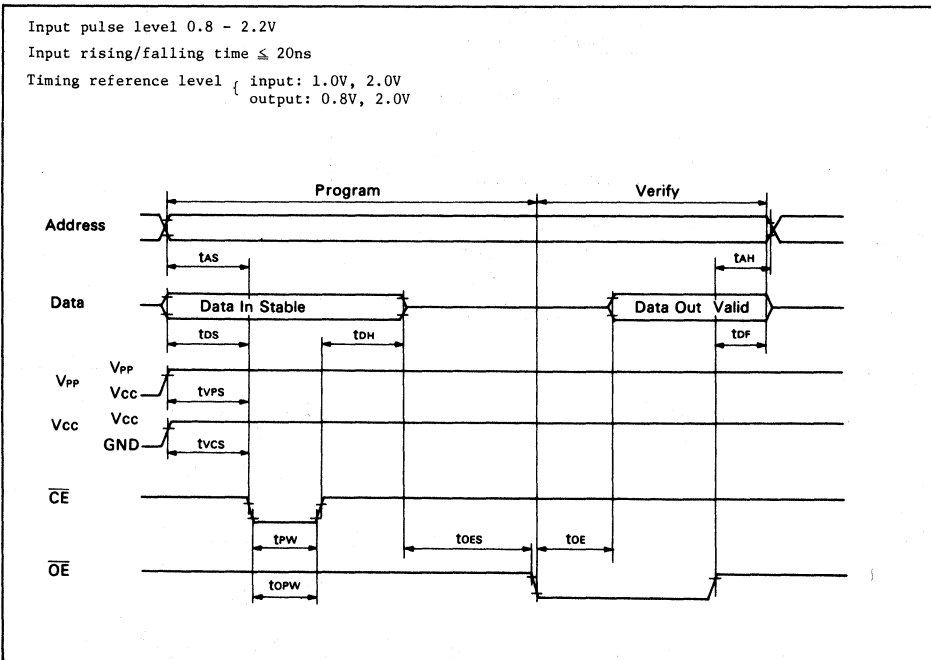 Input pulse level 0.8 - 2.2V
Input rising/falling time ≦ 20ns
Timing reference level { input: 1.0V, 2.0V
output: 0.8V, 2.0V
Program Verify
Address
tAS tAH
Data Data In Stable Data Out Valid
tDS tDH tDF
VPP VPP
Vcc
tVPS
Vcc Vcc
GND
tVCS
CE
tPW tOES tOE
OE
tOPW